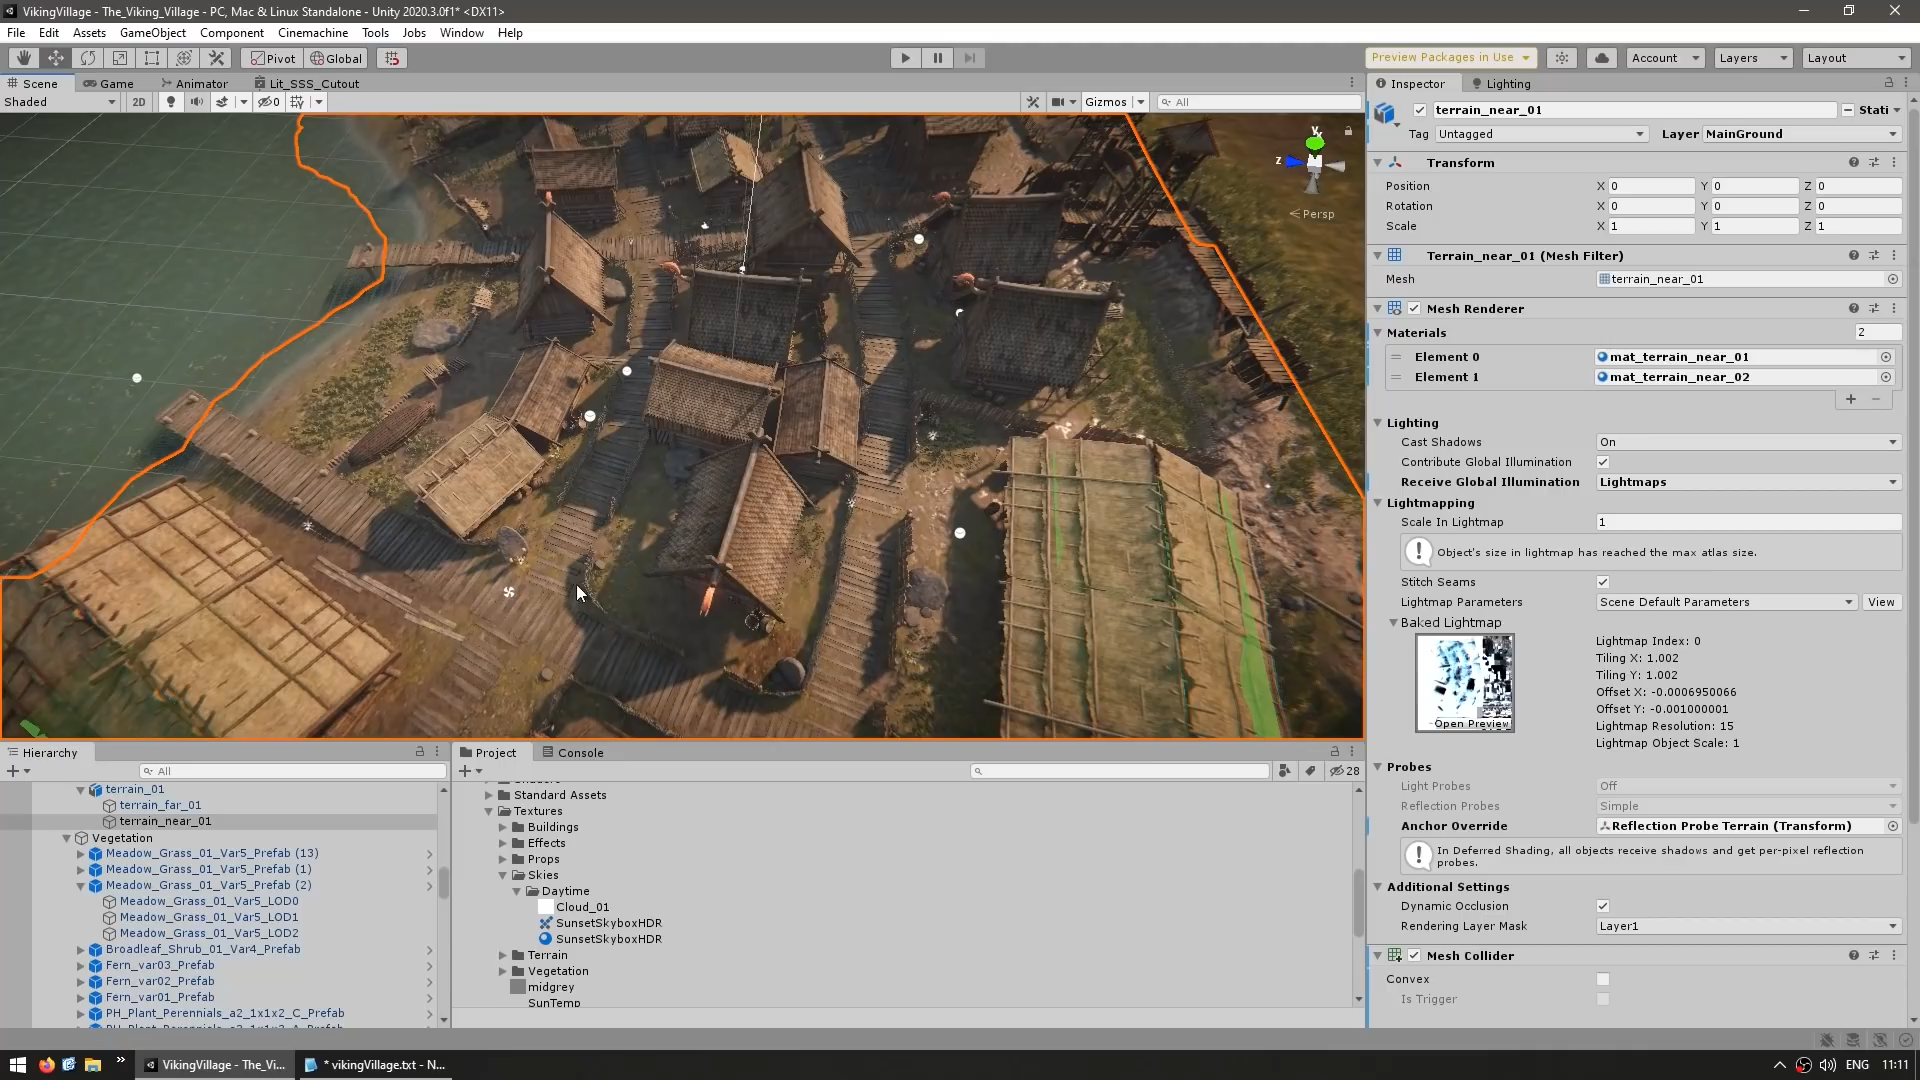 VikingVillage - The_Viking_Village - PC, Mac & Linux Standalone - Unity 2020.3.0f1* <DX11>
File Edit Assets GameObject Component Cinemachine Tools Jobs Window Help
Pivot Global Preview Packages in Use Account Layers Layout
Scene Game Animator Lit_SSS_Cutout
Shaded 2D 0 Gizmos All
y
z
Persp
Inspector Lighting
terrain_near_01 Stati
Tag Untagged Layer MainGround
Transform
Position X 0 Y 0 Z 0
Rotation X 0 Y 0 Z 0
Scale X 1 Y 1 Z 1
Terrain_near_01 (Mesh Filter)
Mesh terrain_near_01
Mesh Renderer
Materials 2
Element 0 mat_terrain_near_01
Element 1 mat_terrain_near_02
Lighting
Cast Shadows On
Contribute Global Illumination
Receive Global Illumination Lightmaps
Lightmapping
Scale In Lightmap 1
Object's size in lightmap has reached the max atlas size.
Stitch Seams
Lightmap Parameters Scene Default Parameters View
Baked Lightmap
Open Preview
Lightmap Index: 0
Tiling X: 1.002
Tiling Y: 1.002
Offset X: -0.0006950066
Offset Y: -0.001000001
Lightmap Resolution: 15
Lightmap Object Scale: 1
Probes
Light Probes Off
Reflection Probes Simple
Anchor Override Reflection Probe Terrain (Transform)
In Deferred Shading, all objects receive shadows and get per-pixel reflection
probes.
Additional Settings
Dynamic Occlusion
Rendering Layer Mask Layer1
Mesh Collider
Convex
Is Trigger
Hierarchy
All
terrain_01
terrain_far_01
terrain_near_01
Vegetation
Meadow_Grass_01_Var5_Prefab (13)
Meadow_Grass_01_Var5_Prefab (1)
Meadow_Grass_01_Var5_Prefab (2)
Meadow_Grass_01_Var5_LOD0
Meadow_Grass_01_Var5_LOD1
Meadow_Grass_01_Var5_LOD2
Broadleaf_Shrub_01_Var4_Prefab
Fern_var03_Prefab
Fern_var02_Prefab
Fern_var01_Prefab
PH_Plant_Perennials_a2_1x1x2_C_Prefab
PH_Plant_Perennials_a2_1x1x2_A_Prefab
Project Console
28
Standard Assets
Textures
Buildings
Effects
Props
Skies
Daytime
Cloud_01
SunsetSkyboxHDR
SunsetSkyboxHDR
Terrain
Vegetation
midgrey
SunTemp
VikingVillage - The_Vi... * vikingVillage.txt - N... ENG 11:11